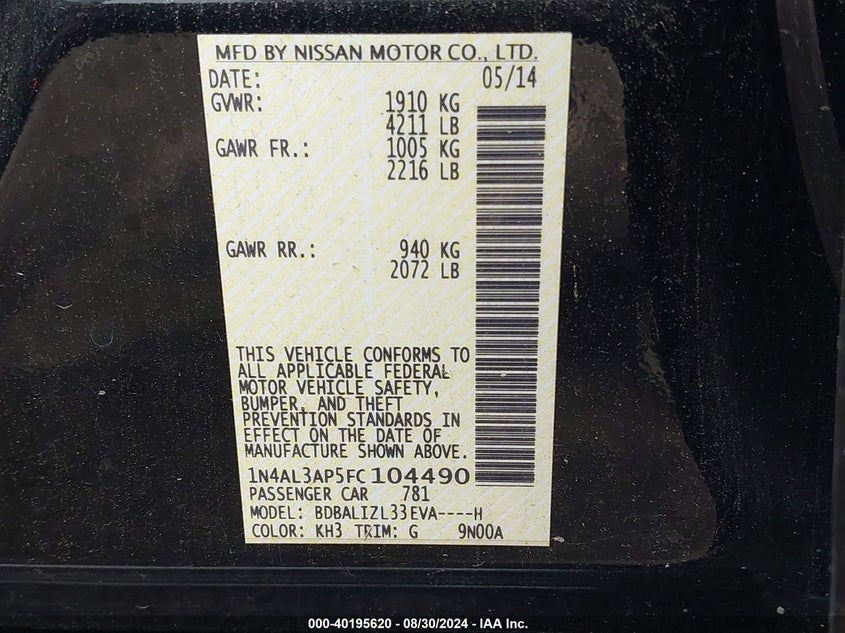 MFD BY NISSAN MOTOR CO., LTD.
DATE: 05/14
GVWR: 1910 KG
4211 LB
GAWR FR.: 1005 KG
2216 LB
GAWR RR.: 940 KG
2072 LB
THIS VEHICLE CONFORMS TO
ALL APPLICABLE FEDERAL
MOTOR VEHICLE SAFETY,
BUMPER, AND THEFT
PREVENTION STANDARDS IN
EFFECT ON THE DATE OF
MANUFACTURE SHOWN ABOVE.
1N4AL3AP5FC104490
PASSENGER CAR 781
MODEL: BDBALIZL33EVA----H
COLOR: KH3 TRIM: G 9N00A
000-40195620 - 08/30/2024 - IAA Inc.